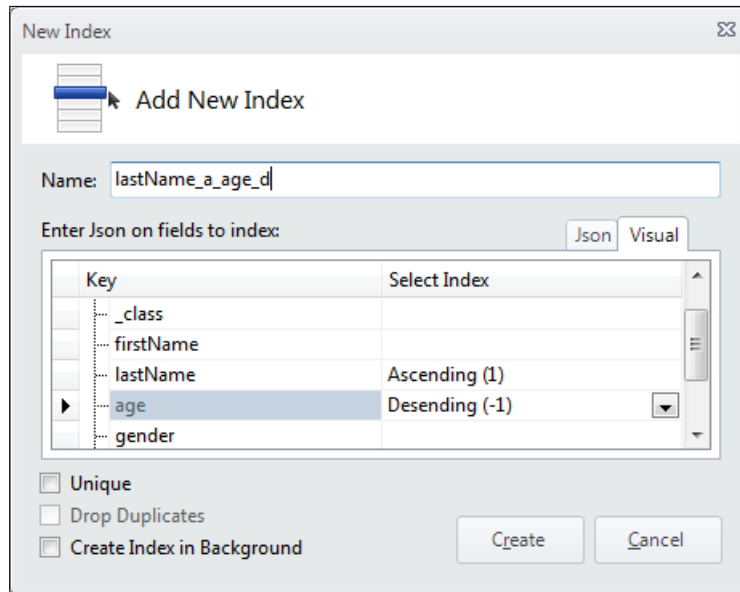 New Index
Add New Index
Name: lastName_a_age_d
Enter Json on fields to index: Json Visual
Key Select Index
_class
firstName
lastName Ascending (1)
age Desending (-1)
gender
Unique
Drop Duplicates
Create Index in Background
Create Cancel